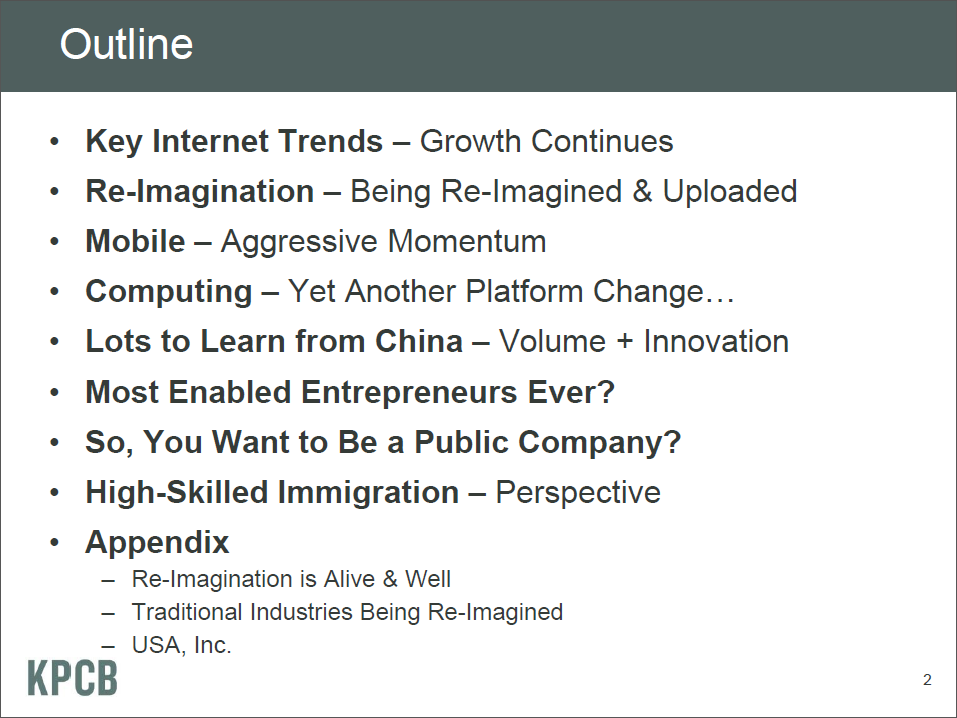 Outline
• Key Internet Trends – Growth Continues
• Re-Imagination – Being Re-Imagined & Uploaded
• Mobile – Aggressive Momentum
• Computing – Yet Another Platform Change…
• Lots to Learn from China – Volume + Innovation
• Most Enabled Entrepreneurs Ever?
• So, You Want to Be a Public Company?
• High-Skilled Immigration – Perspective
• Appendix
– Re-Imagination is Alive & Well
– Traditional Industries Being Re-Imagined
– USA, Inc.
KPCB
2